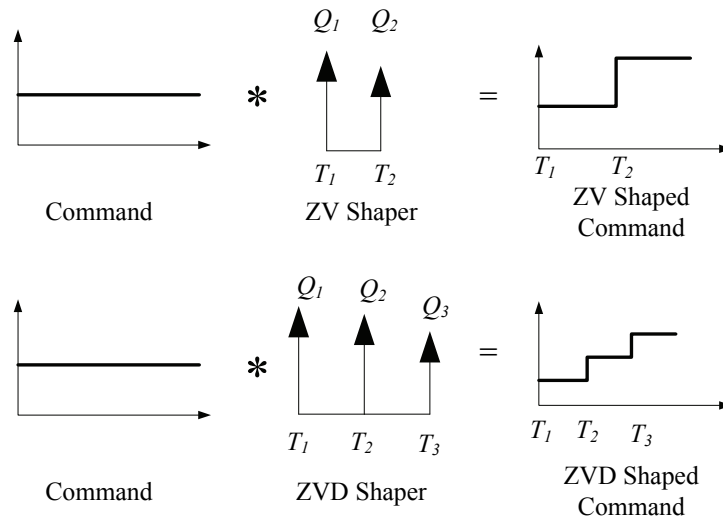 Q1 Q2
* =
T1 T2 T1 T2
Command ZV Shaper ZV Shaped
Command
Q1 Q2 Q3
* =
T1 T2 T3 T1 T2 T3
Command ZVD Shaper ZVD Shaped
Command